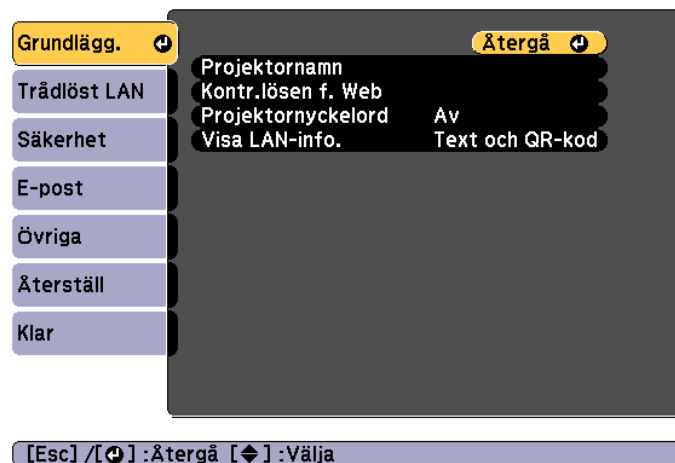 Grundlägg.
Trådlöst LAN
Säkerhet
E-post
Övriga
Återställ
Klar
Återgå
Projektornamn
Kontr.lösen f. Web
Projektornyckelord Av
Visa LAN-info. Text och QR-kod
[Esc] /[ ] :Återgå [ ] :Välja